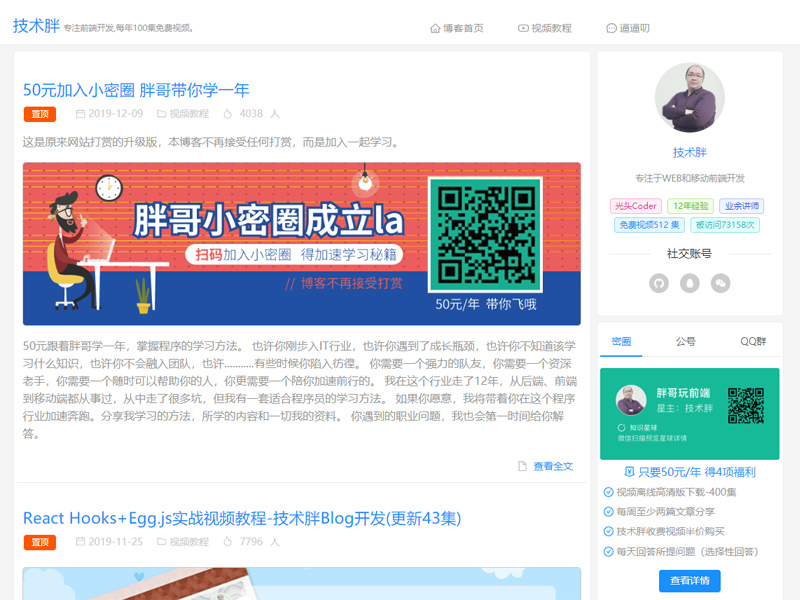 技术胖 专注前端开发,每年100集免费视频。
博客首页 视频教程 逼逼叨
50元加入小密圈 胖哥带你学一年
置顶 2019-12-09 视频教程 4038 人
这是原来网站打赏的升级版，本博客不再接受任何打赏，而是加入一起学习。
胖哥小密圈成立la
扫码加入小密圈 得加速学习秘籍
// 博客不再接受打赏
50元/年 带你飞哦
50元跟着胖哥学一年，掌握程序的学习方法。 也许你刚步入IT行业，也许你遇到了成长瓶颈，也许你不知道该学
习什么知识，也许你不会融入团队，也许...........有些时候你陷入彷徨。 你需要一个强力的队友，你需要一个资深
老手，你需要一个随时可以帮助你的人，你更需要一个陪你加速前行的。 我在这个行业走了12年，从后端、前端
到移动端都从事过，从中走了很多坑，但我有一套适合程序员的学习方法。 如果你愿意，我将带着你在这个程序
行业加速奔跑。分享我学习的方法，所学的内容和一切我的资料。 你遇到的职业问题，我也会第一时间给你解
答。
查看全文
React Hooks+Egg.js实战视频教程-技术胖Blog开发(更新43集)
置顶 2019-11-25 视频教程 7796 人
技术胖
专注于WEB和移动前端开发
光头Coder 12年经验 业余讲师
免费视频512 集 被访问73158次
社交账号
密圈 公号 QQ群
胖哥玩前端
星主：技术胖
知识星球
微信扫描预览星球详情
只要50元/年 得4项福利
视频离线高清版下载-400集
每周至少两篇文章分享
技术胖收费视频半价购买
每天回答所提问题（选择性回答）
查看详情